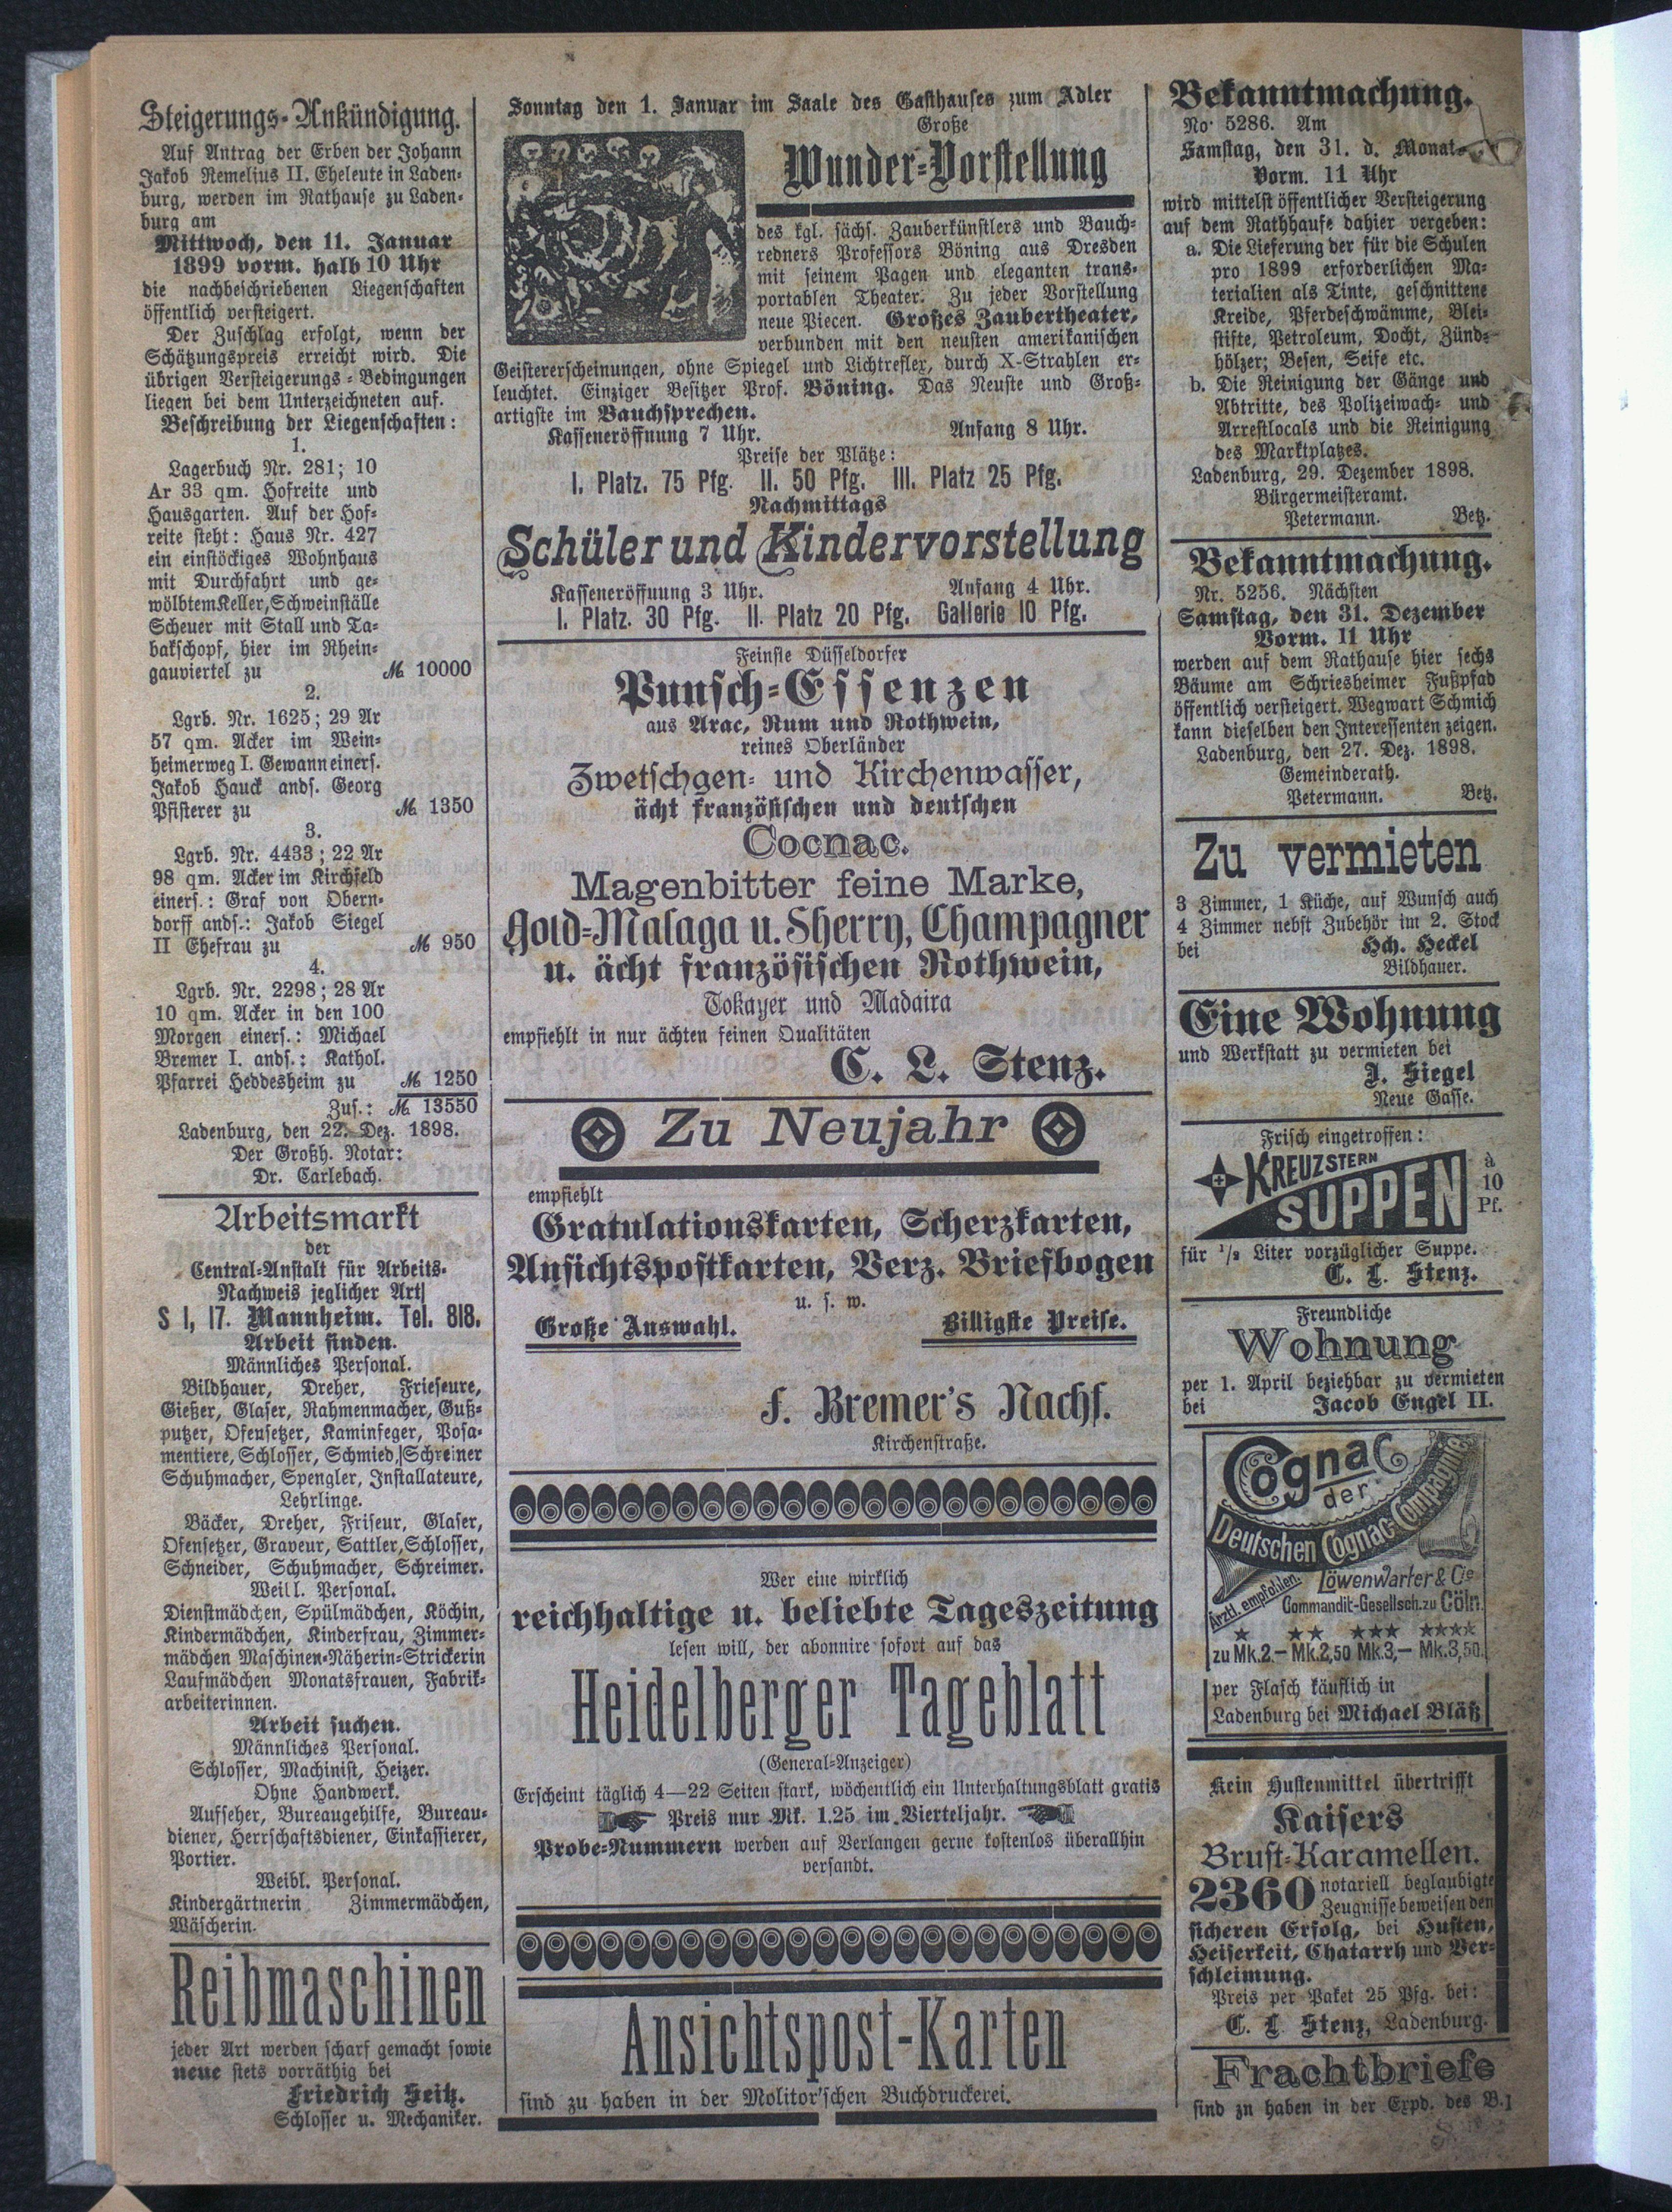 Steigerungs-Ankündigung.
Auf Antrag der Erben der Johann
Jakob Remelius II. Eheleute in Laden-
burg, werden im Rathause zu Laden-
burg am
Mittwoch, den 11. Januar
1899 vorm. halb 10 Uhr
die nachbeschriebenen Liegenschaften
öffentlich versteigert.
Der Zuschlag erfolgt, wenn der
Schätzungspreis erreicht wird. Die
übrigen Versteigerungs-Bedingungen
liegen bei dem Unterzeichneten auf.
Beschreibung der Liegenschaften:
1.
Lagerbuch Nr. 281; 10
Ar 33 qm. Hofreite und
Hausgarten. Auf der Hof-
reite steht: Haus Nr. 427
ein einstöckiges Wohnhaus
mit Durchfahrt und ge-
wölbtem Keller, Schweinställe
Scheuer mit Stall und Ta-
bakschopf, hier im Rhein-
gauviertel zu M. 10000
2.
Lgrb. Nr. 1625; 29 Ar
57 qm. Acker im Wein-
heimerweg I. Gewann einers.
Jakob Hauck ands. Georg
Pfisterer zu M. 1350
3.
Lgrb. Nr. 4433; 22 Ar
98 qm. Acker im Kirchfeld
einers.: Graf von Obern-
dorff ands.: Jakob Siegel
II Ehefrau zu M 950
4.
Lgrb. Nr. 2298; 28 Ar
10 qm. Acker in den 100
Morgen einers.: Michael
Bremer I. ands.: Kathol.
Pfarrei Heddesheim zu M. 1250
Zus.: M. 13550
Ladenburg, den 22. Dez. 1898.
Der Großh. Notar:
Dr. Carlebach.
Arbeitsmarkt
der
Central-Anstalt für Arbeits-
Nachweis jeglicher Art
S 1, 17. Mannheim. Tel. 818.
Arbeit finden.
Männliches Personal.
Bildhauer, Dreher, Frieseure,
Gießer, Glaser, Rahmenmacher, Guß-
putzer, Ofensetzer, Kaminfeger, Posa-
mentiere, Schlosser, Schmied, Schreiner
Schuhmacher, Spengler, Installateure,
Lehrlinge.
Bäcker, Dreher, Friseur, Glaser,
Ofensetzer, Graveur, Sattler, Schlosser,
Schneider, Schuhmacher, Schreimer.
Weill. Personal.
Dienstmädchen, Spülmädchen, Köchin,
Kindermädchen, Kinderfrau, Zimmer-
mädchen Maschinen-Näherin-Strickerin
Laufmädchen Monatsfrauen, Fabrik-
arbeiterinnen.
Arbeit suchen.
Männliches Personal.
Schlosser, Machinist, Heizer.
Ohne Handwerk.
Aufseher, Bureaugehilfe, Bureau-
diener, Herrschaftsdiener, Einkassierer,
Portier.
Weibl. Personal.
Kindergärtnerin Zimmermädchen,
Wäscherin.
Reibmaschinen
jeder Art werden scharf gemacht sowie
neue stets vorräthig bei
Friedrich Seitz.
Schlosser u. Mechaniker.
Sonntag den 1. Januar im Saale des Gasthauses zum Adler
Große
Wunder-Vorstellung
des kgl. sächs. Zauberkünstlers und Bauch-
redners Professors Böning aus Dresden
mit seinem Pagen und eleganten trans-
portablen Theater. Zu jeder Vorstellung
neue Piecen. Großes Zaubertheater,
verbunden mit den neusten amerikanischen
Geistererscheinungen, ohne Spiegel und Lichtreflex, durch X-Strahlen er-
leuchtet. Einziger Besitzer Prof. Böning. Das Neuste und Groß-
artigste im Bauchsprechen.
Kasseneröffnung 7 Uhr. Anfang 8 Uhr.
Preise der Plätze:
I. Platz. 75 Pfg. II. 50 Pfg. III. Platz 25 Pfg.
Nachmittags
Schüler und Kindervorstellung
Kasseneröffnung 3 Uhr. Anfang 4 Uhr.
I. Platz. 30 Pfg. II. Platz 20 Pfg. Gallerie 10 Pfg.
Feinste Düsseldorfer
Punsch-Essenzen
aus Arac, Rum und Rothwein,
reines Oberländer
Zwetschgen- und Kirchenwasser,
ächt französischen und deutschen
Cocnac.
Magenbitter feine Marke,
Gold-Malaga u. Sherry, Champagner
u. ächt französischen Rothwein,
Tokayer und Madaira
empfiehlt in nur ächten feinen Qualitäten
C. L. Stenz.
Zu Neujahr
empfiehlt
Gratulationskarten, Scherzkarten,
Ansichtspostkarten, Verz. Briefbogen
u. s. w.
Große Auswahl. Billigste Preise.
F. Bremer's Nachf.
Kirchenstraße.
Wer eine wirklich
reichhaltige u. beliebte Tageszeitung
lesen will, der abonnire sofort auf das
Heidelberger Tageblatt
(General-Anzeiger)
Erscheint täglich 4—22 Seiten stark, wöchentlich ein Unterhaltungsblatt gratis
Preis nur Mk. 1.25 im Vierteljahr.
Probe-Nummern werden auf Verlangen gerne kostenlos überallhin
versandt.
Ansichtspost-Karten
sind zu haben in der Molitor'schen Buchdruckerei.
Bekanntmachung.
No. 5286. Am
Samstag, den 31. d. Monats
Vorm. 11 Uhr
wird mittelst öffentlicher Versteigerung
auf dem Rathhaufe dahier vergeben:
a. Die Lieferung der für die Schulen
pro 1899 erforderlichen Ma-
terialien als Tinte, geschnittene
Kreide, Pferdeschwämme, Blei-
stifte, Petroleum, Docht, Zünd-
hölzer; Besen, Seife etc.
b. Die Reinigung der Gänge und
Abtritte, des Polizeiwach- und
Arrestlocals und die Reinigung
des Marktplatzes.
Ladenburg, 29. Dezember 1898.
Bürgermeisteramt.
Petermann. Betz.
Bekanntmachung.
Nr. 5256. Nächsten
Samstag, den 31. Dezember
Vorm. 11 Uhr
werden auf dem Rathause hier sechs
Bäume am Schriesheimer Fußpfad
öffentlich versteigert. Wegwart Schmich
kann dieselben den Interessenten zeigen.
Ladenburg, den 27. Dez. 1898.
Gemeinderath.
Petermann. Betz.
Zu vermieten
3 Zimmer, 1 Küche, auf Wunsch auch
4 Zimmer nebst Zubehör im 2. Stock
bei Hch. Heckel
Bildhauer.
Eine Wohnung
und Werkstatt zu vermieten bei
J. Siegel
Neue Gasse.
Frisch eingetroffen:
KREUZSTERN
SUPPEN
à
10
Pf.
für 1/2 Liter vorzüglicher Suppe.
C. L. Stenz.
Freundliche
Wohnung
per 1. April beziehbar zu vermieten
bei Jacob Engel II.
Cognac
der
Deutschen Cognac-Compagnie
Löwenwarter & Cie
Ärztl. empfohlen.
Commandit-Gesellsch. zu Cöln.
★ ★★ ★★★ ★★★★
zu Mk. 2.— Mk. 2,50 Mk. 3,— Mk. 3,50.
per Flasch käuflich in
Ladenburg bei Michael Bläß
Kein Hustenmittel übertrifft
Kaisers
Brust-Karamellen.
2360 notariell beglaubigte
Zeugnisse beweisen den
sicheren Erfolg, bei Husten,
Heiserkeit, Chatarrh und Ver-
schleimung.
Preis per Paket 25 Pfg. bei:
C. L Stenz, Ladenburg.
Frachtbriefe
sind zn haben in der Expd. des B.